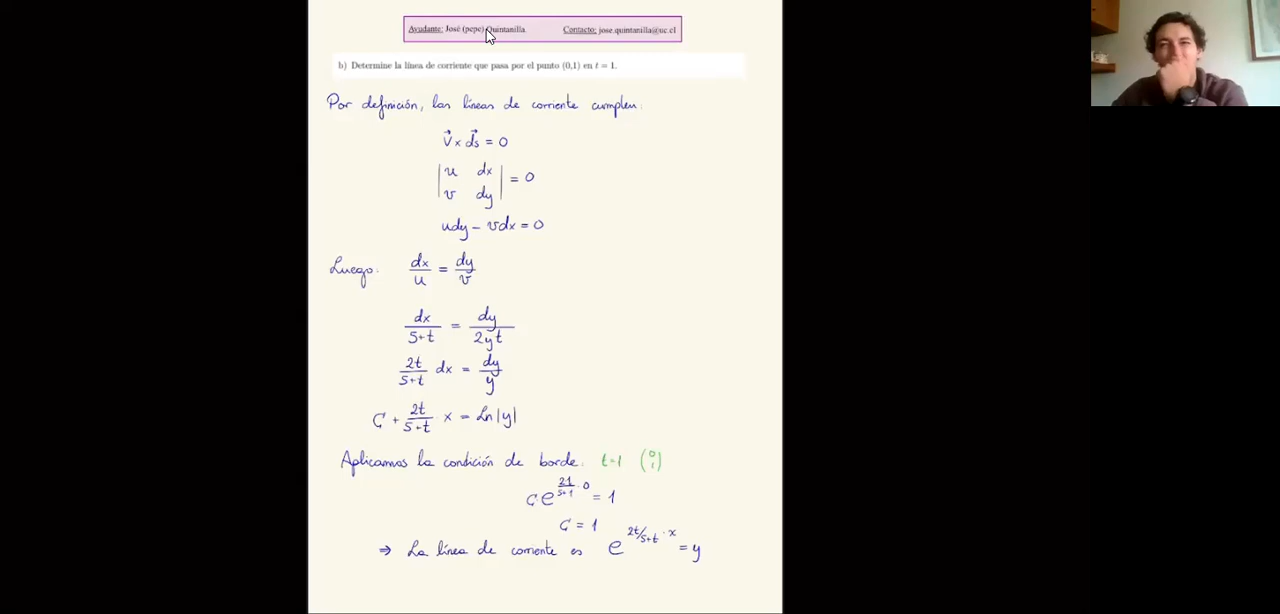 Ayudante: José (pepe) Quintanilla. Contacto: jose.quintanilla@uc.cl
b) Determine la línea de corriente que pasa por el punto (0,1) en t = 1.
Por definición, las líneas de corriente cumplen:
V⃗ x d⃗s = 0
| u dx |
| v dy | = 0
udy - vdx = 0
Luego: dx/u = dy/v
dx/(5+t) = dy/(2yt)
2t/(5+t) dx = dy/y
C + 2t/(5+t) · x = Ln|y|
Aplicamos la condición de borde: t=1 (0 1)
C e^(21/(5+1) · 0) = 1
C = 1
⇒ La línea de corriente es e^(2t/5+t · x) = y